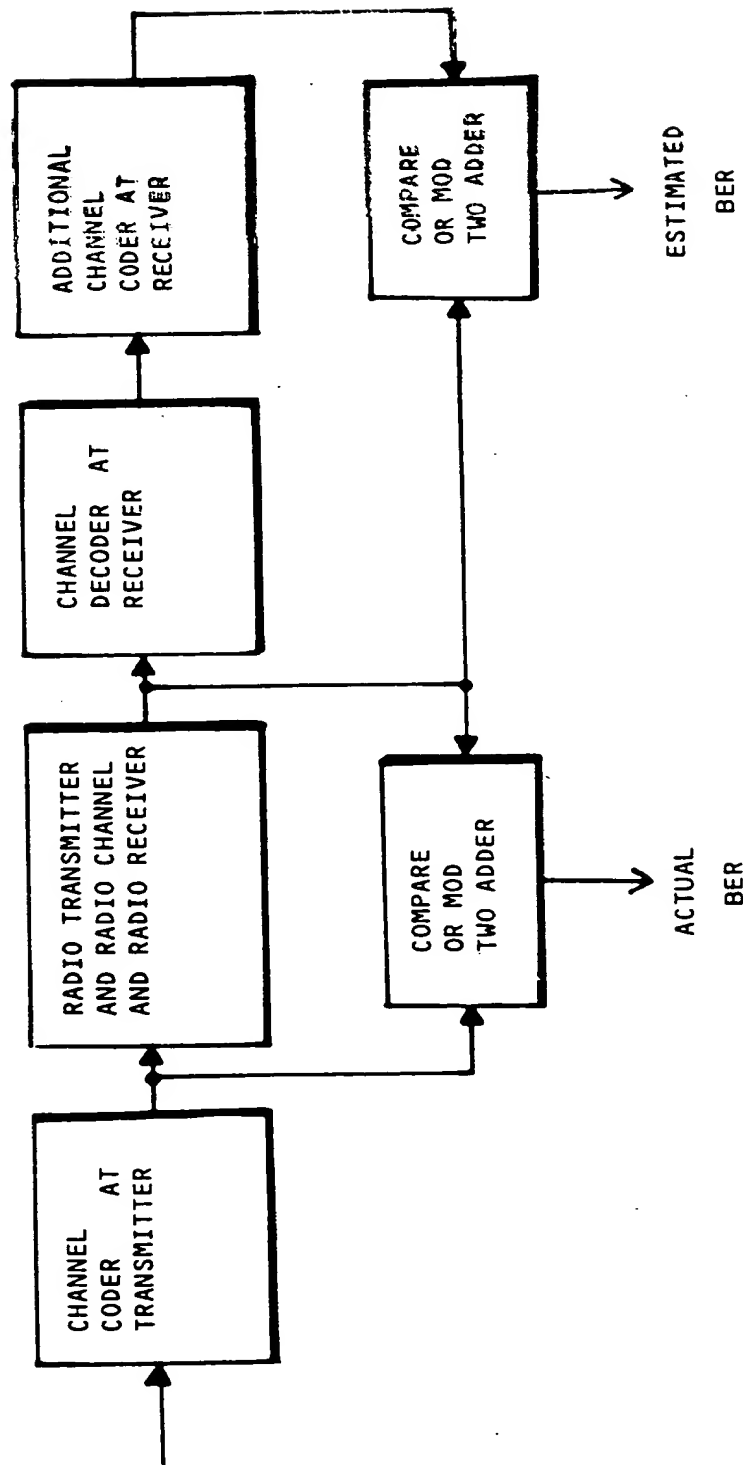 CHANNEL
CODER AT
TRANSMITTER
RADIO TRANSMITTER
AND RADIO CHANNEL
AND RADIO RECEIVER
CHANNEL
DECODER AT
RECEIVER
ADDITIONAL
CHANNEL
CODER AT
RECEIVER
COMPARE
OR MOD
TWO ADDER
COMPARE
OR MOD
TWO ADDER
ACTUAL
BER
ESTIMATED
BER